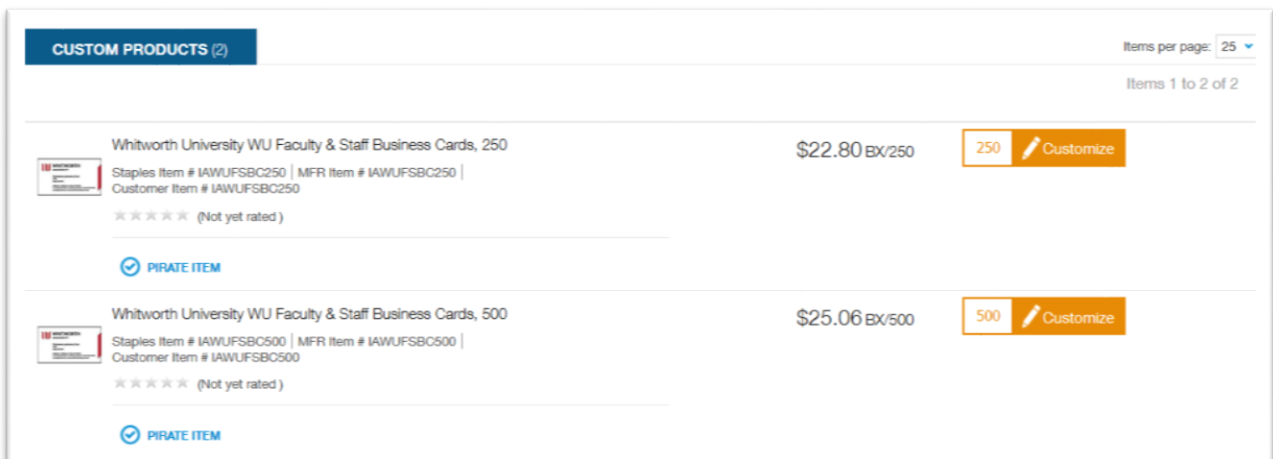 CUSTOM PRODUCTS (2)
Items per page: 25
Items 1 to 2 of 2
Whitworth University WU Faculty & Staff Business Cards, 250
$22.80 BX/250
250 Customize
Staples Item # IAWUFSBC250 | MFR Item # IAWUFSBC250 |
Customer Item # IAWUFSBC250
(Not yet rated )
PIRATE ITEM
Whitworth University WU Faculty & Staff Business Cards, 500
$25.06 BX/500
500 Customize
Staples Item # IAWUFSBC500 | MFR Item # IAWUFSBC500 |
Customer Item # IAWUFSBC500
(Not yet rated )
PIRATE ITEM